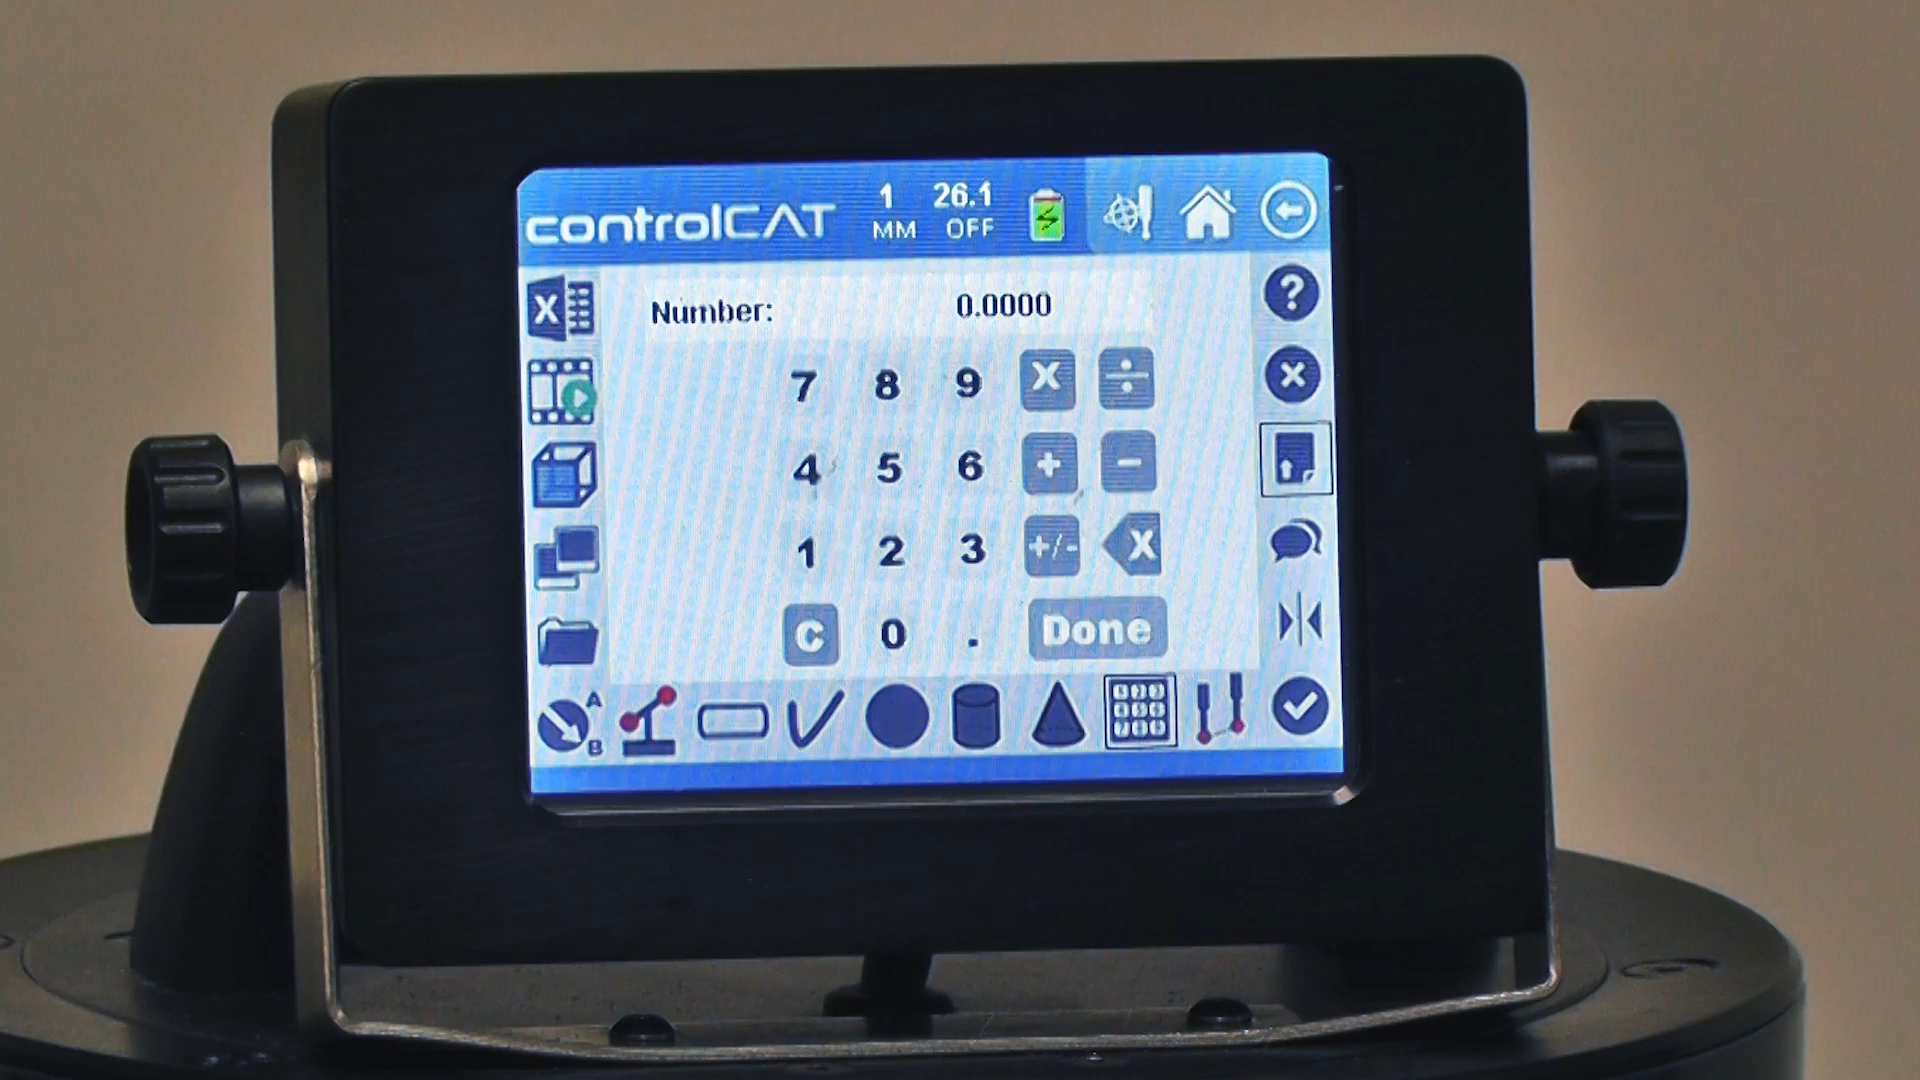 controlCAT
1 26.1
MM OFF
X
Number: 0.0000
7 8 9 X ÷
4 5 6 + -
1 2 3 +/- X
C 0 . Done
A
B
?